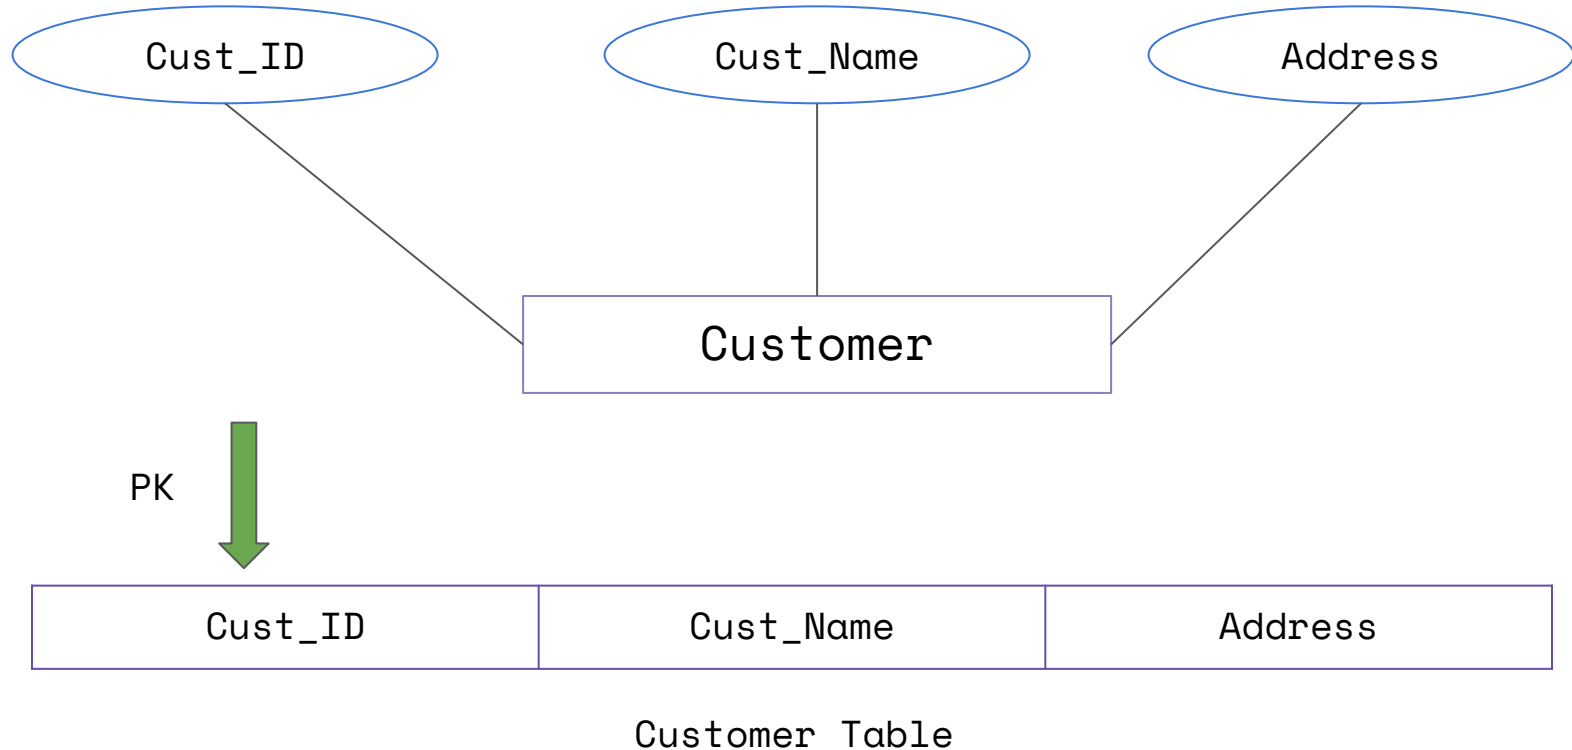 Cust_ID
Cust_Name
Address
Customer
PK
Cust_ID
Cust_Name
Address
Customer Table